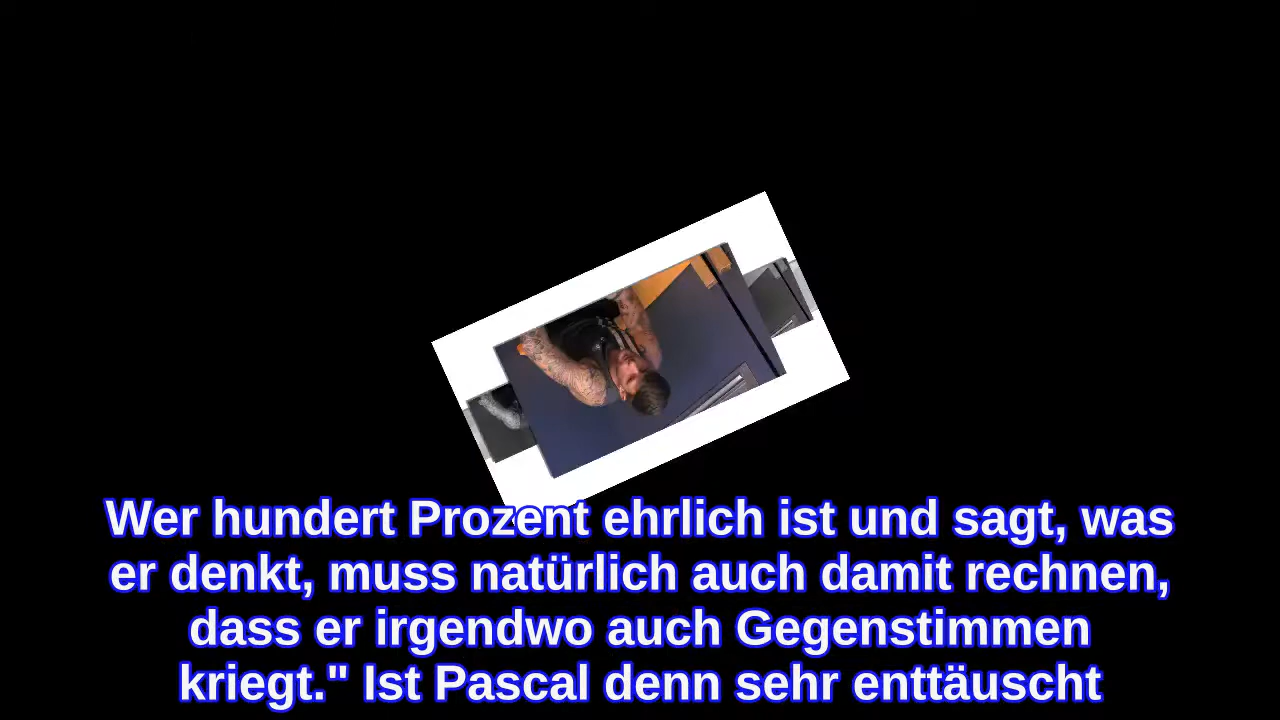 Wer hundert Prozent ehrlich ist und sagt, was
er denkt, muss natürlich auch damit rechnen,
dass er irgendwo auch Gegenstimmen
kriegt." Ist Pascal denn sehr enttäuscht